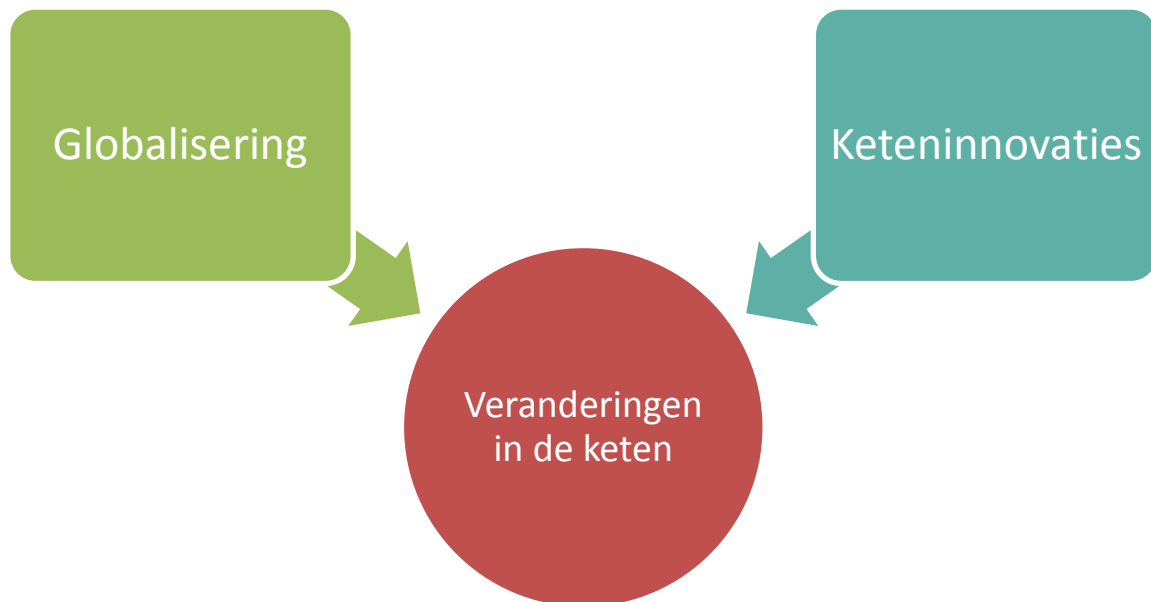 Globalisering
Keteninnovaties
Veranderingen
in de keten